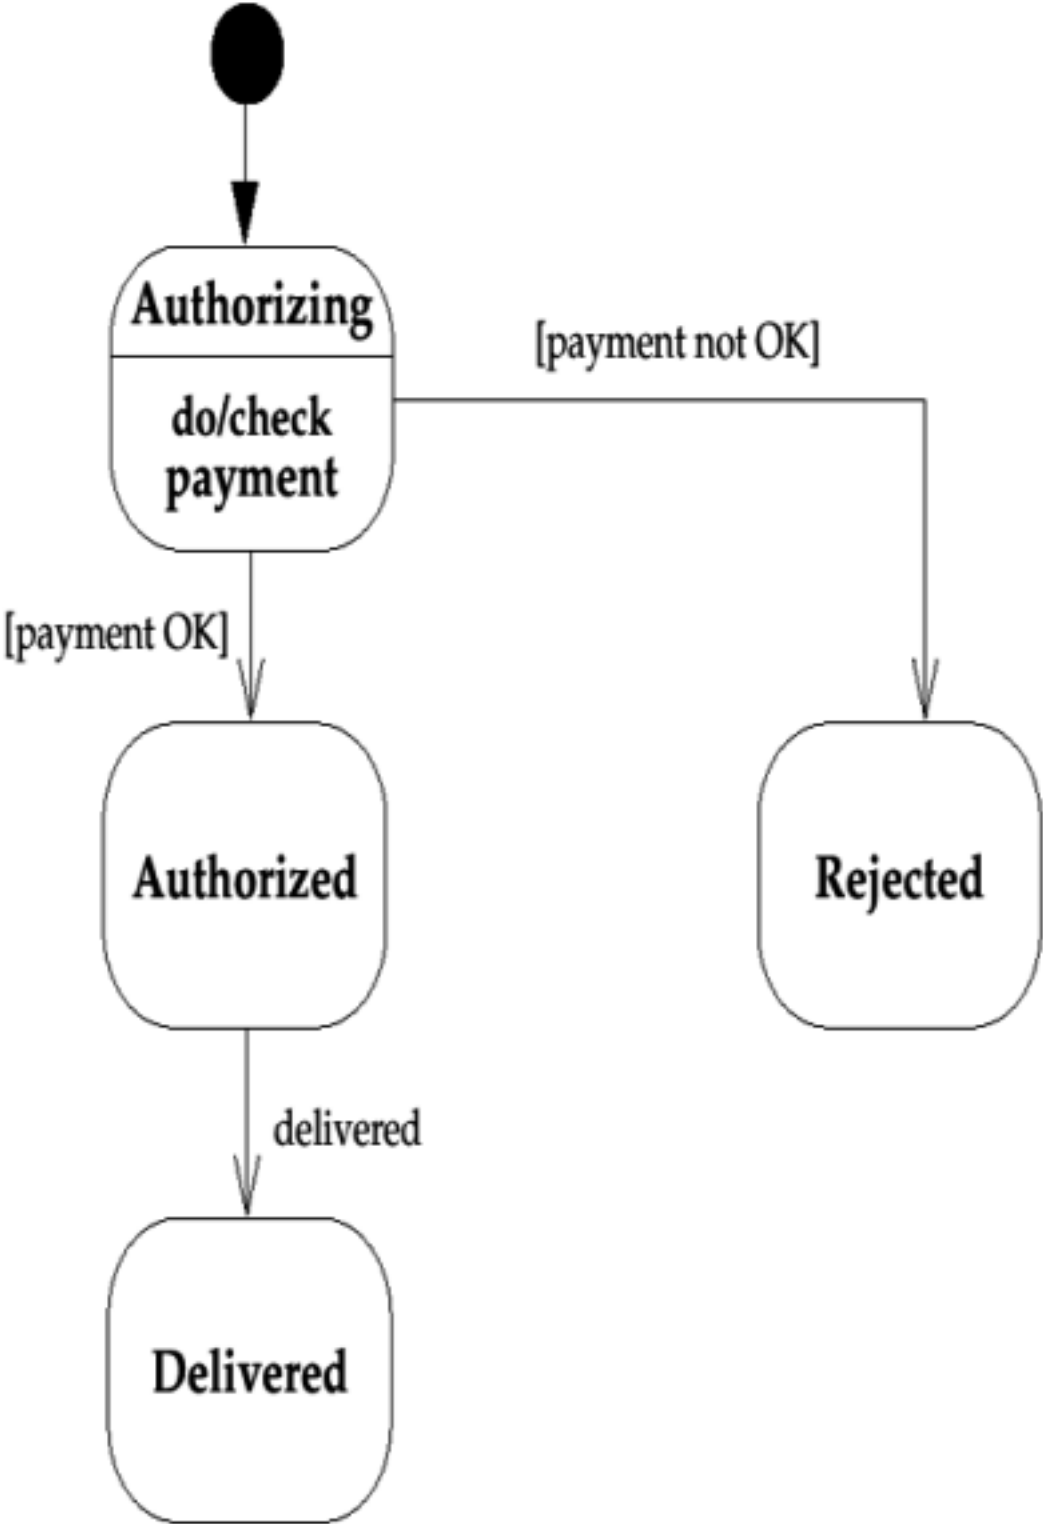 Authorizing
do/check
payment
[payment not OK]
[payment OK]
Authorized
Rejected
delivered
Delivered